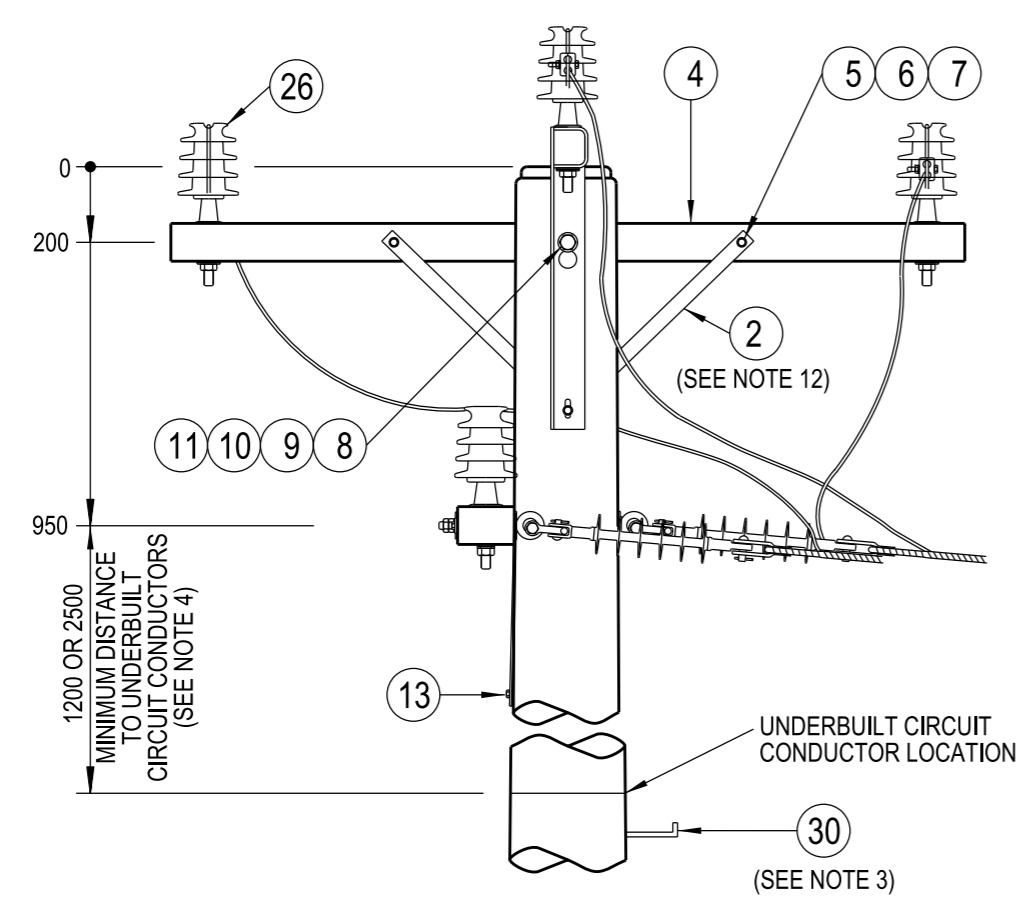 26
4
5 6 7
0
200
2
(SEE NOTE 12)
11 10 9 8
950
1200 OR 2500
MINIMUM DISTANCE
TO UNDERBUILT
CIRCUIT CONDUCTORS
(SEE NOTE 4)
13
UNDERBUILT CIRCUIT
CONDUCTOR LOCATION
30
(SEE NOTE 3)